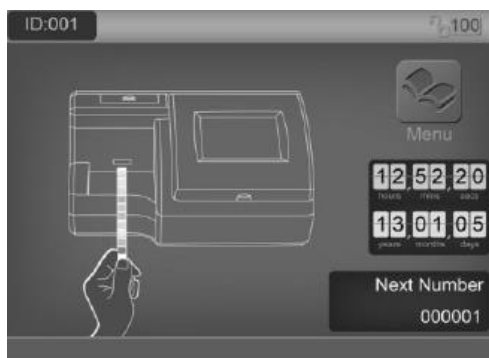 ID:001
100
Menu
12 52 20
hours mins secs
13 01 05
years months days
Next Number
000001